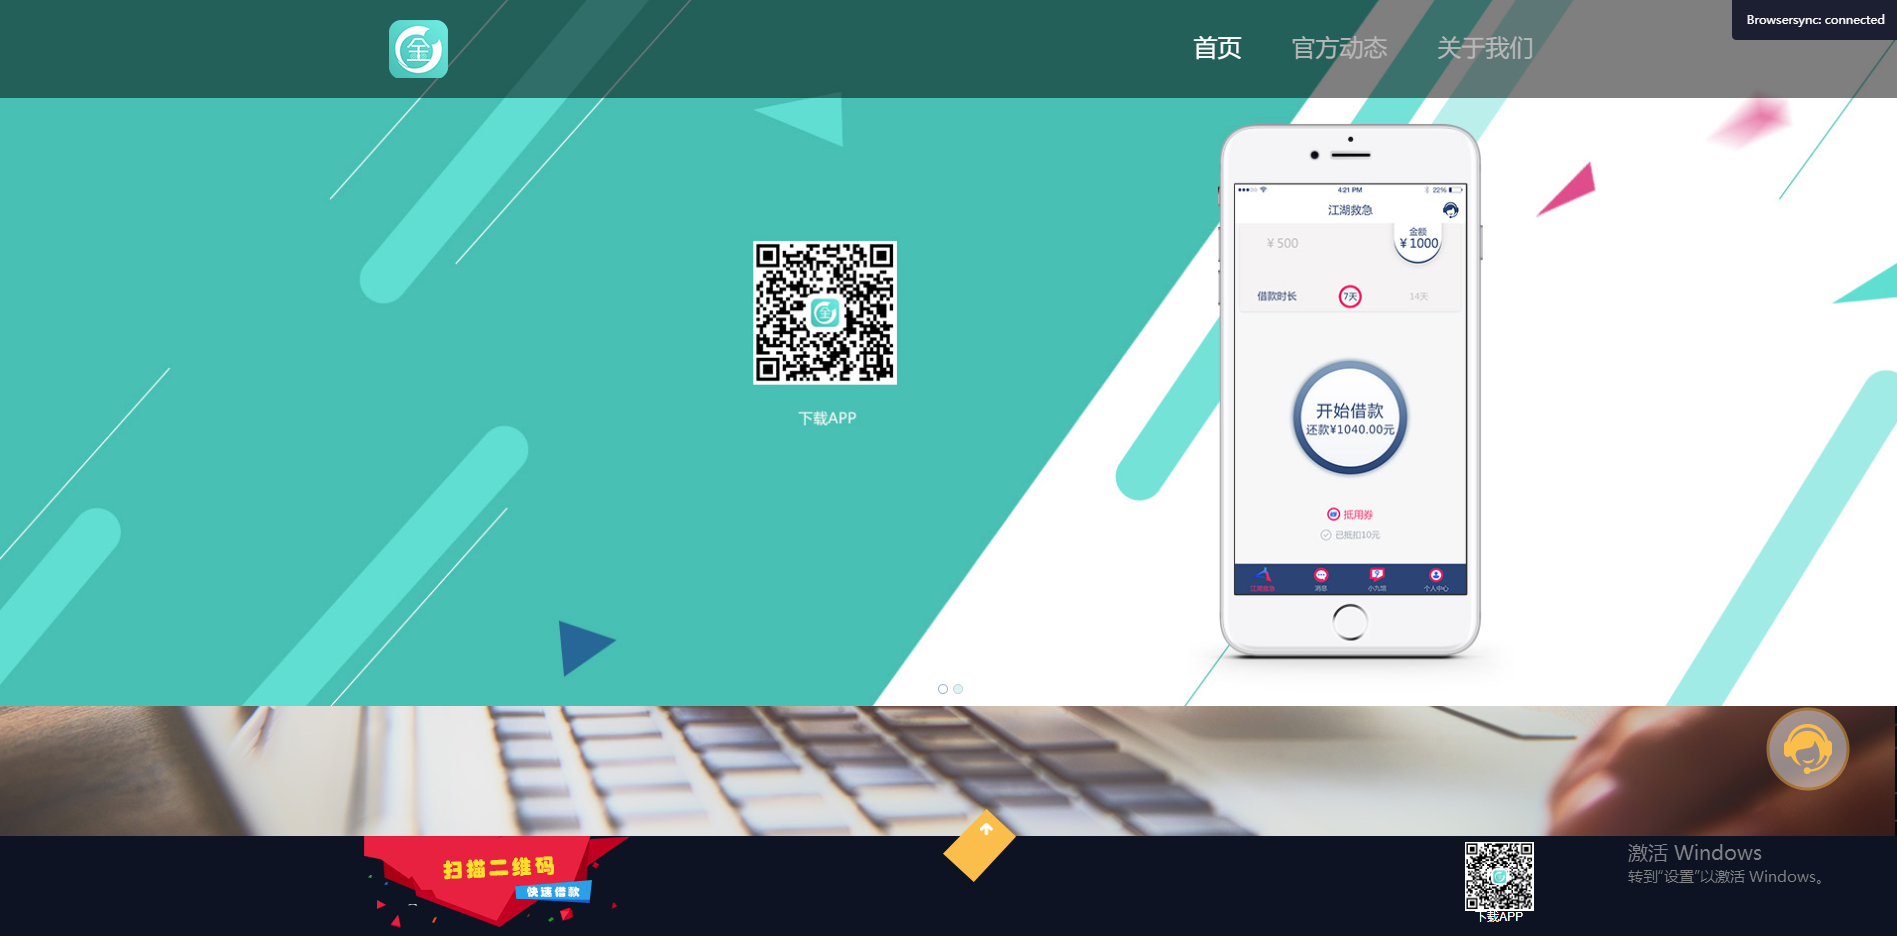 首页 官方动态 关于我们
Browsersync: connected
全
下载APP
4:21 PM
22%
江湖救急
¥ 500
金额
¥ 1000
借款时长 7天 14天
开始借款
还款¥1040.00元
抵用券
已抵扣10元
江湖救急 消息 小九馆 个人中心
扫描二维码
快速借款
下载APP
激活 Windows
转到“设置”以激活 Windows。